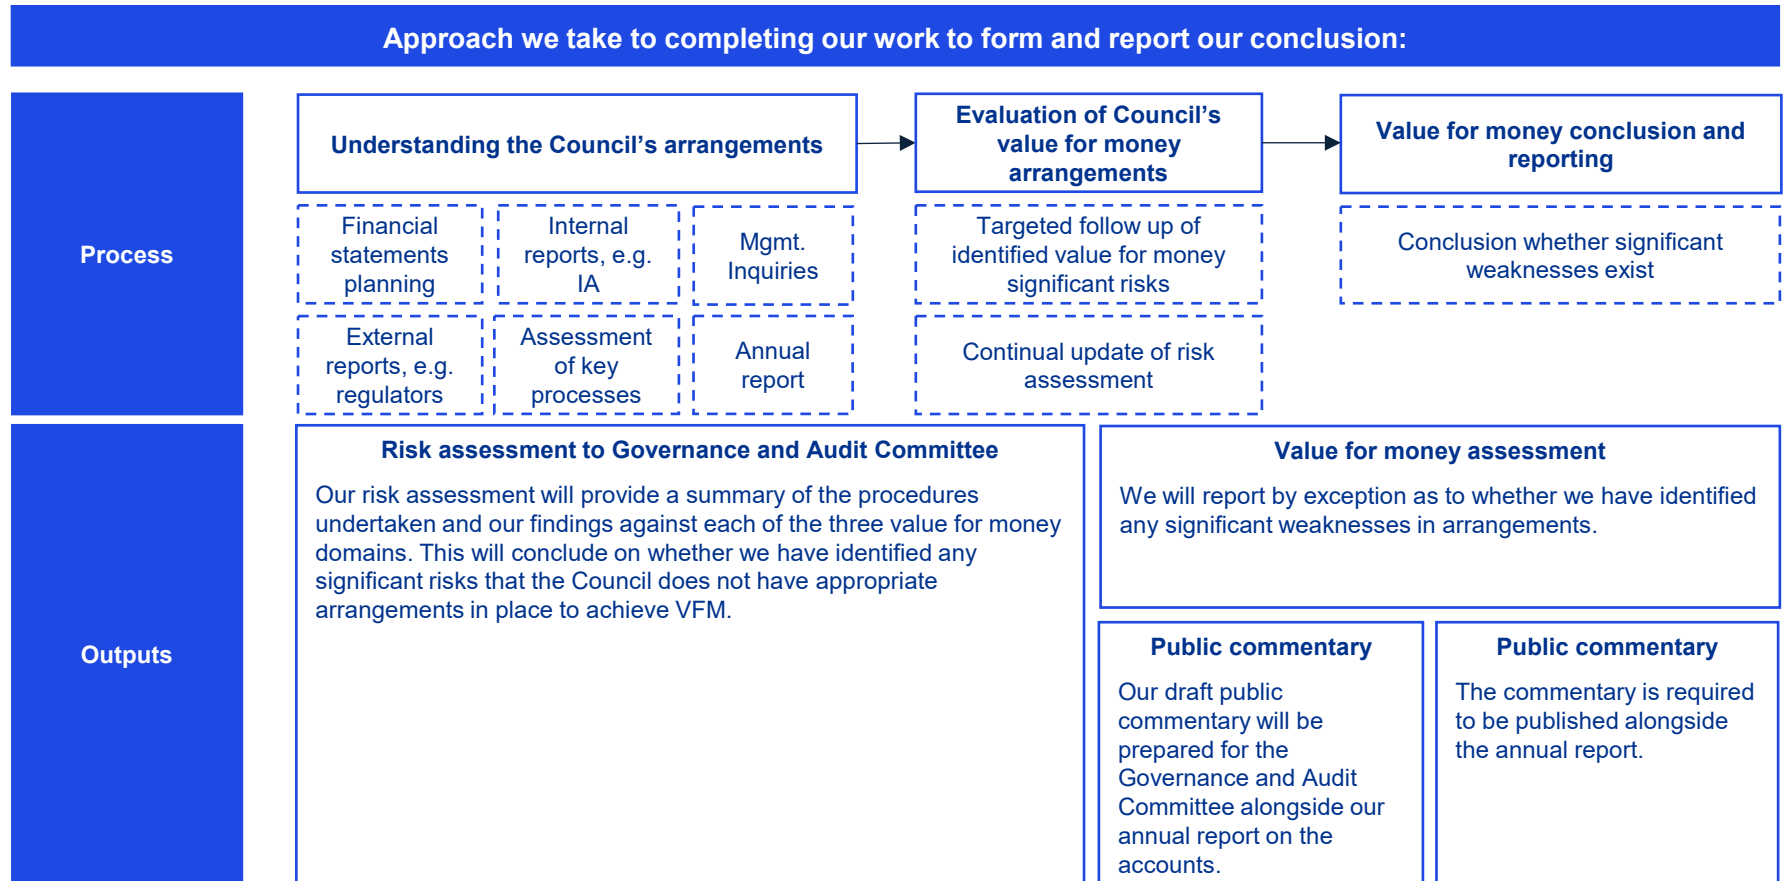 Approach we take to completing our work to form and report our conclusion:
Process
Understanding the Council’s arrangements
Evaluation of Council’s
value for money
arrangements
Value for money conclusion and
reporting
Financial
statements
planning
Internal
reports, e.g.
IA
Mgmt.
Inquiries
Targeted follow up of
identified value for money
significant risks
Conclusion whether significant
weaknesses exist
External
reports, e.g.
regulators
Assessment
of key
processes
Annual
report
Continual update of risk
assessment
Outputs
Risk assessment to Governance and Audit Committee
Our risk assessment will provide a summary of the procedures
undertaken and our findings against each of the three value for money
domains. This will conclude on whether we have identified any
significant risks that the Council does not have appropriate
arrangements in place to achieve VFM.
Value for money assessment
We will report by exception as to whether we have identified
any significant weaknesses in arrangements.
Public commentary
Our draft public
commentary will be
prepared for the
Governance and Audit
Committee alongside our
annual report on the
accounts.
Public commentary
The commentary is required
to be published alongside
the annual report.